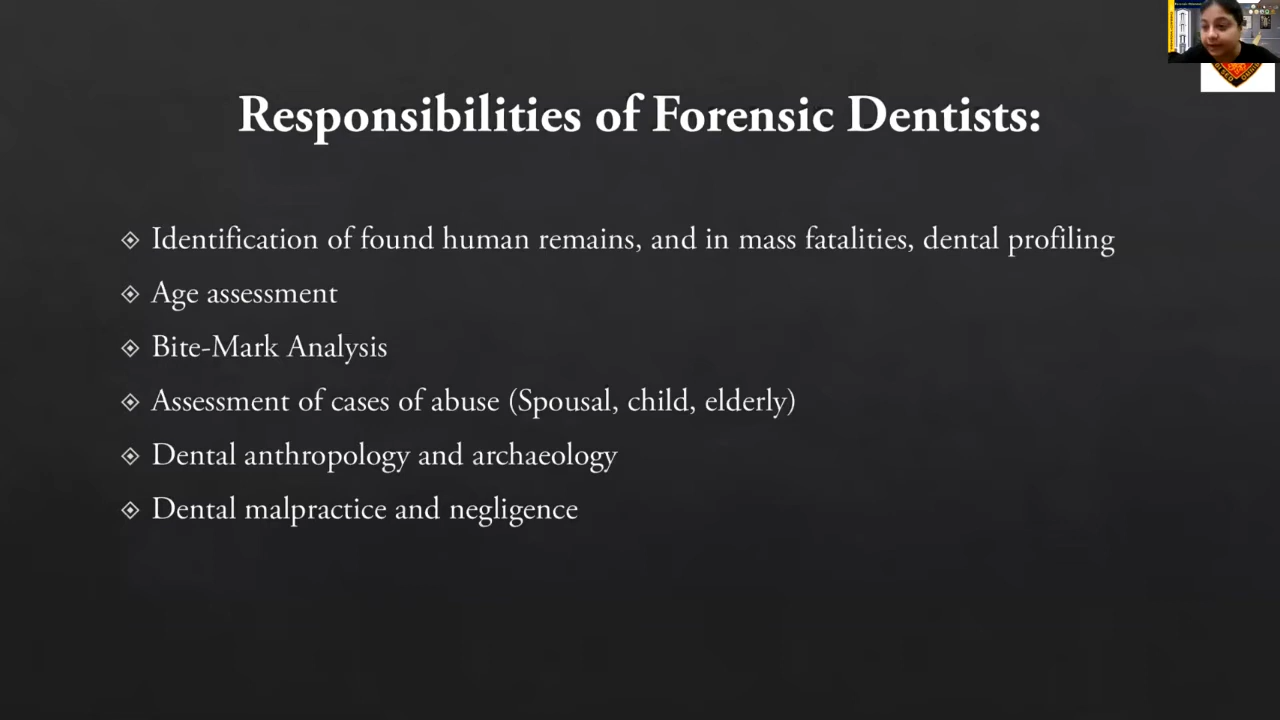 Responsibilities of Forensic Dentists:
Identification of found human remains, and in mass fatalities, dental profiling
Age assessment
Bite-Mark Analysis
Assessment of cases of abuse (Spousal, child, elderly)
Dental anthropology and archaeology
Dental malpractice and negligence